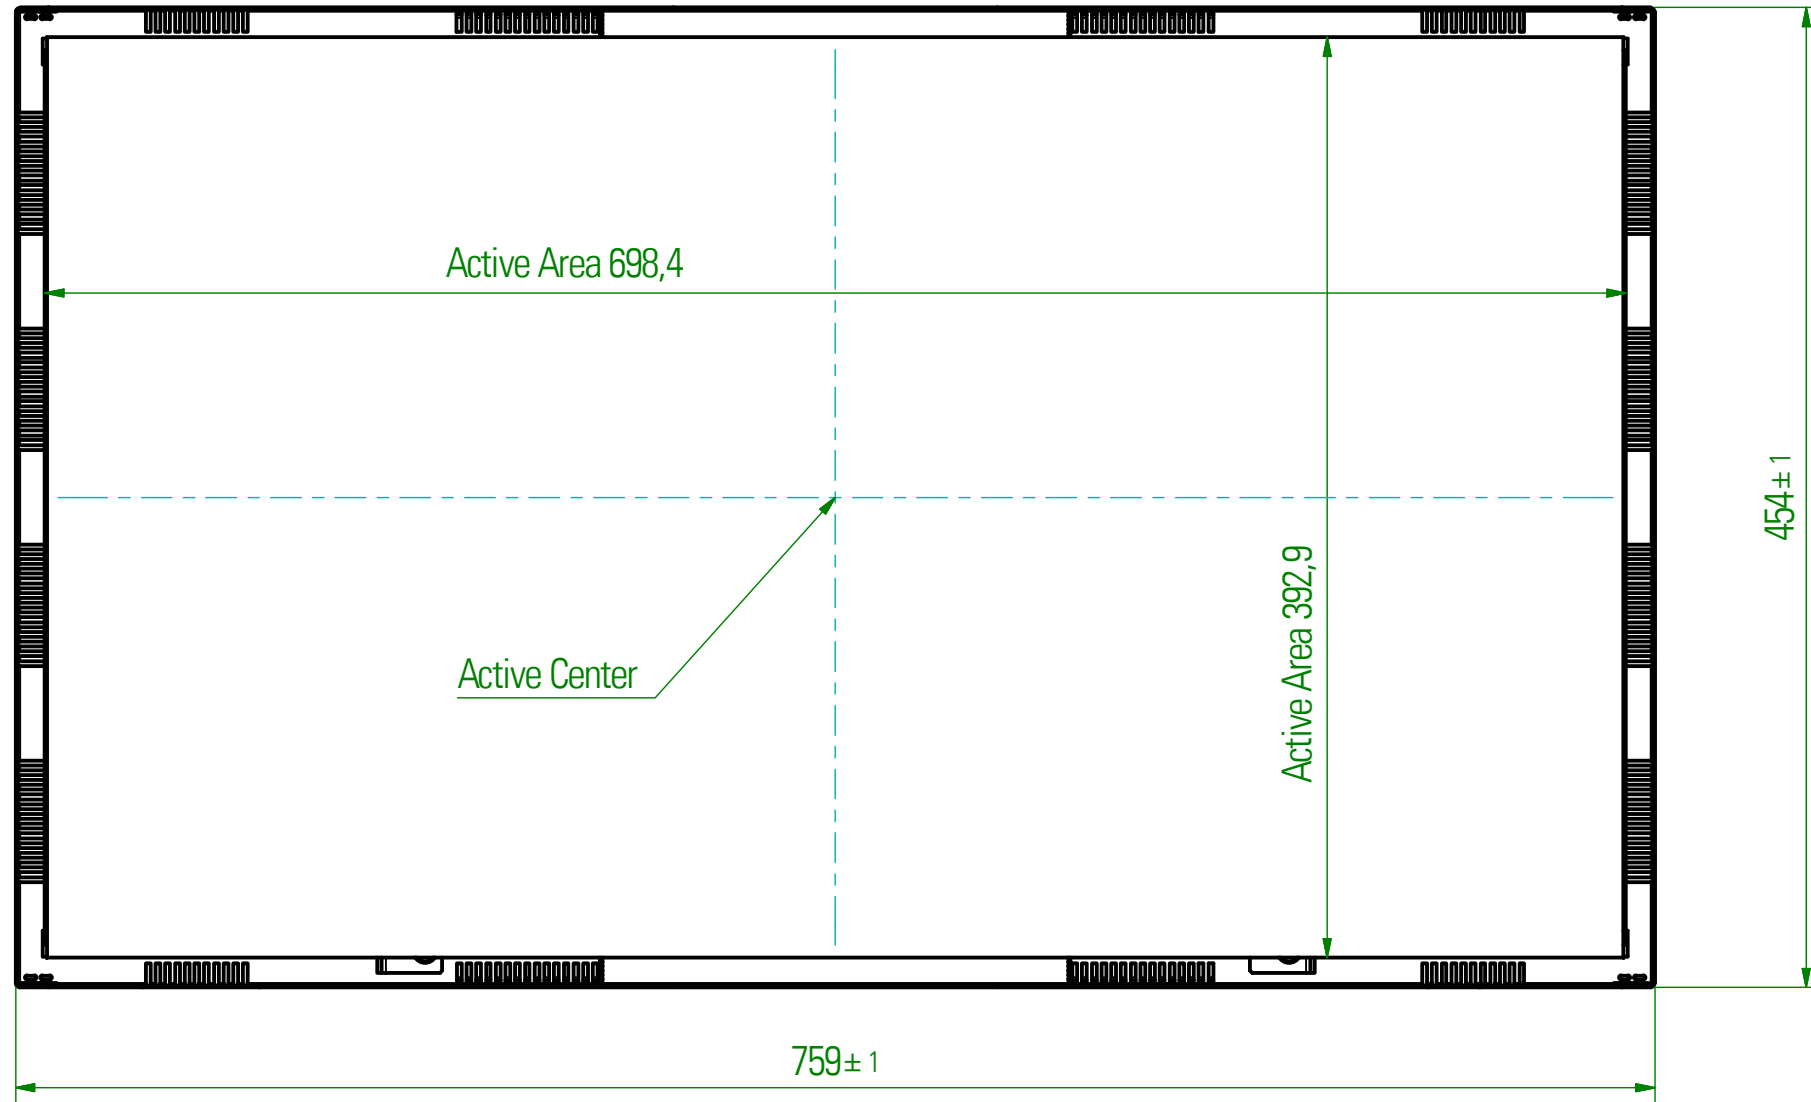 Active Area 698,4
454± 1
Active Area 392,9
Active Center
759± 1